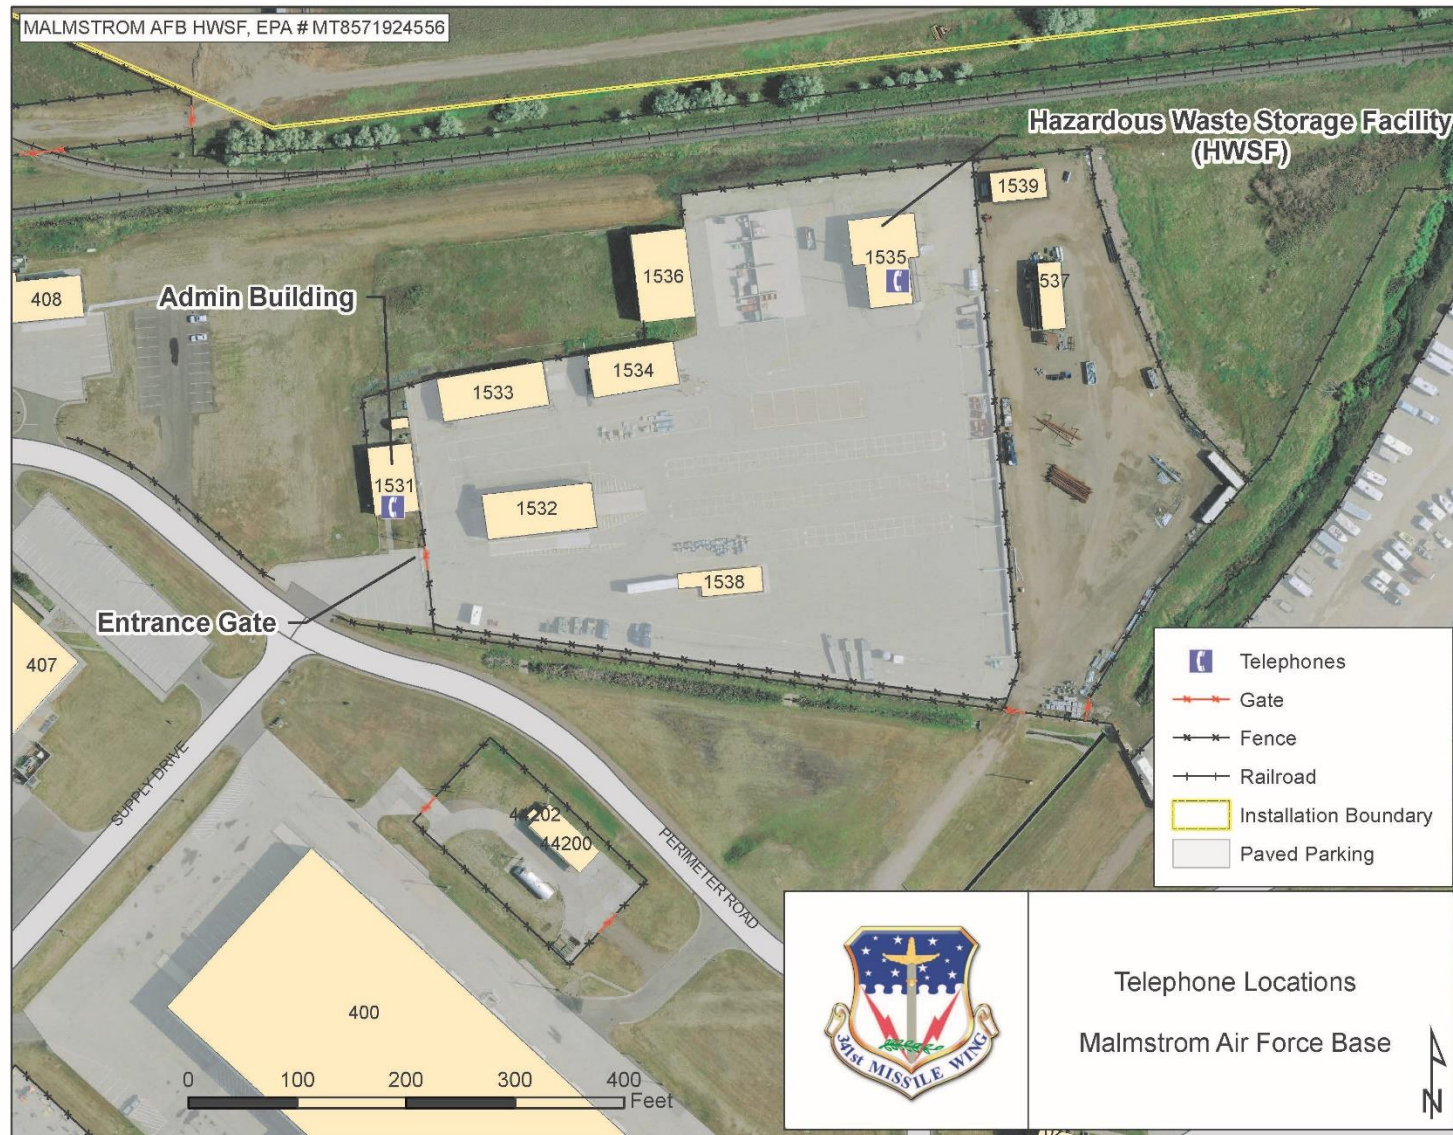 MALMSTROM AFB HWSF, EPA # MT8571924556
Hazardous Waste Storage Facility
(HWSF)
1539
1535
1536
537
408
Admin Building
1534
1533
1531
1532
1538
Entrance Gate
407
SUPPLY DRIVE
PERIMETER ROAD
44202
44200
400
0 100 200 300 400
Feet
Telephones
Gate
Fence
Railroad
Installation Boundary
Paved Parking
341st MISSILE WING
Telephone Locations
Malmstrom Air Force Base
N